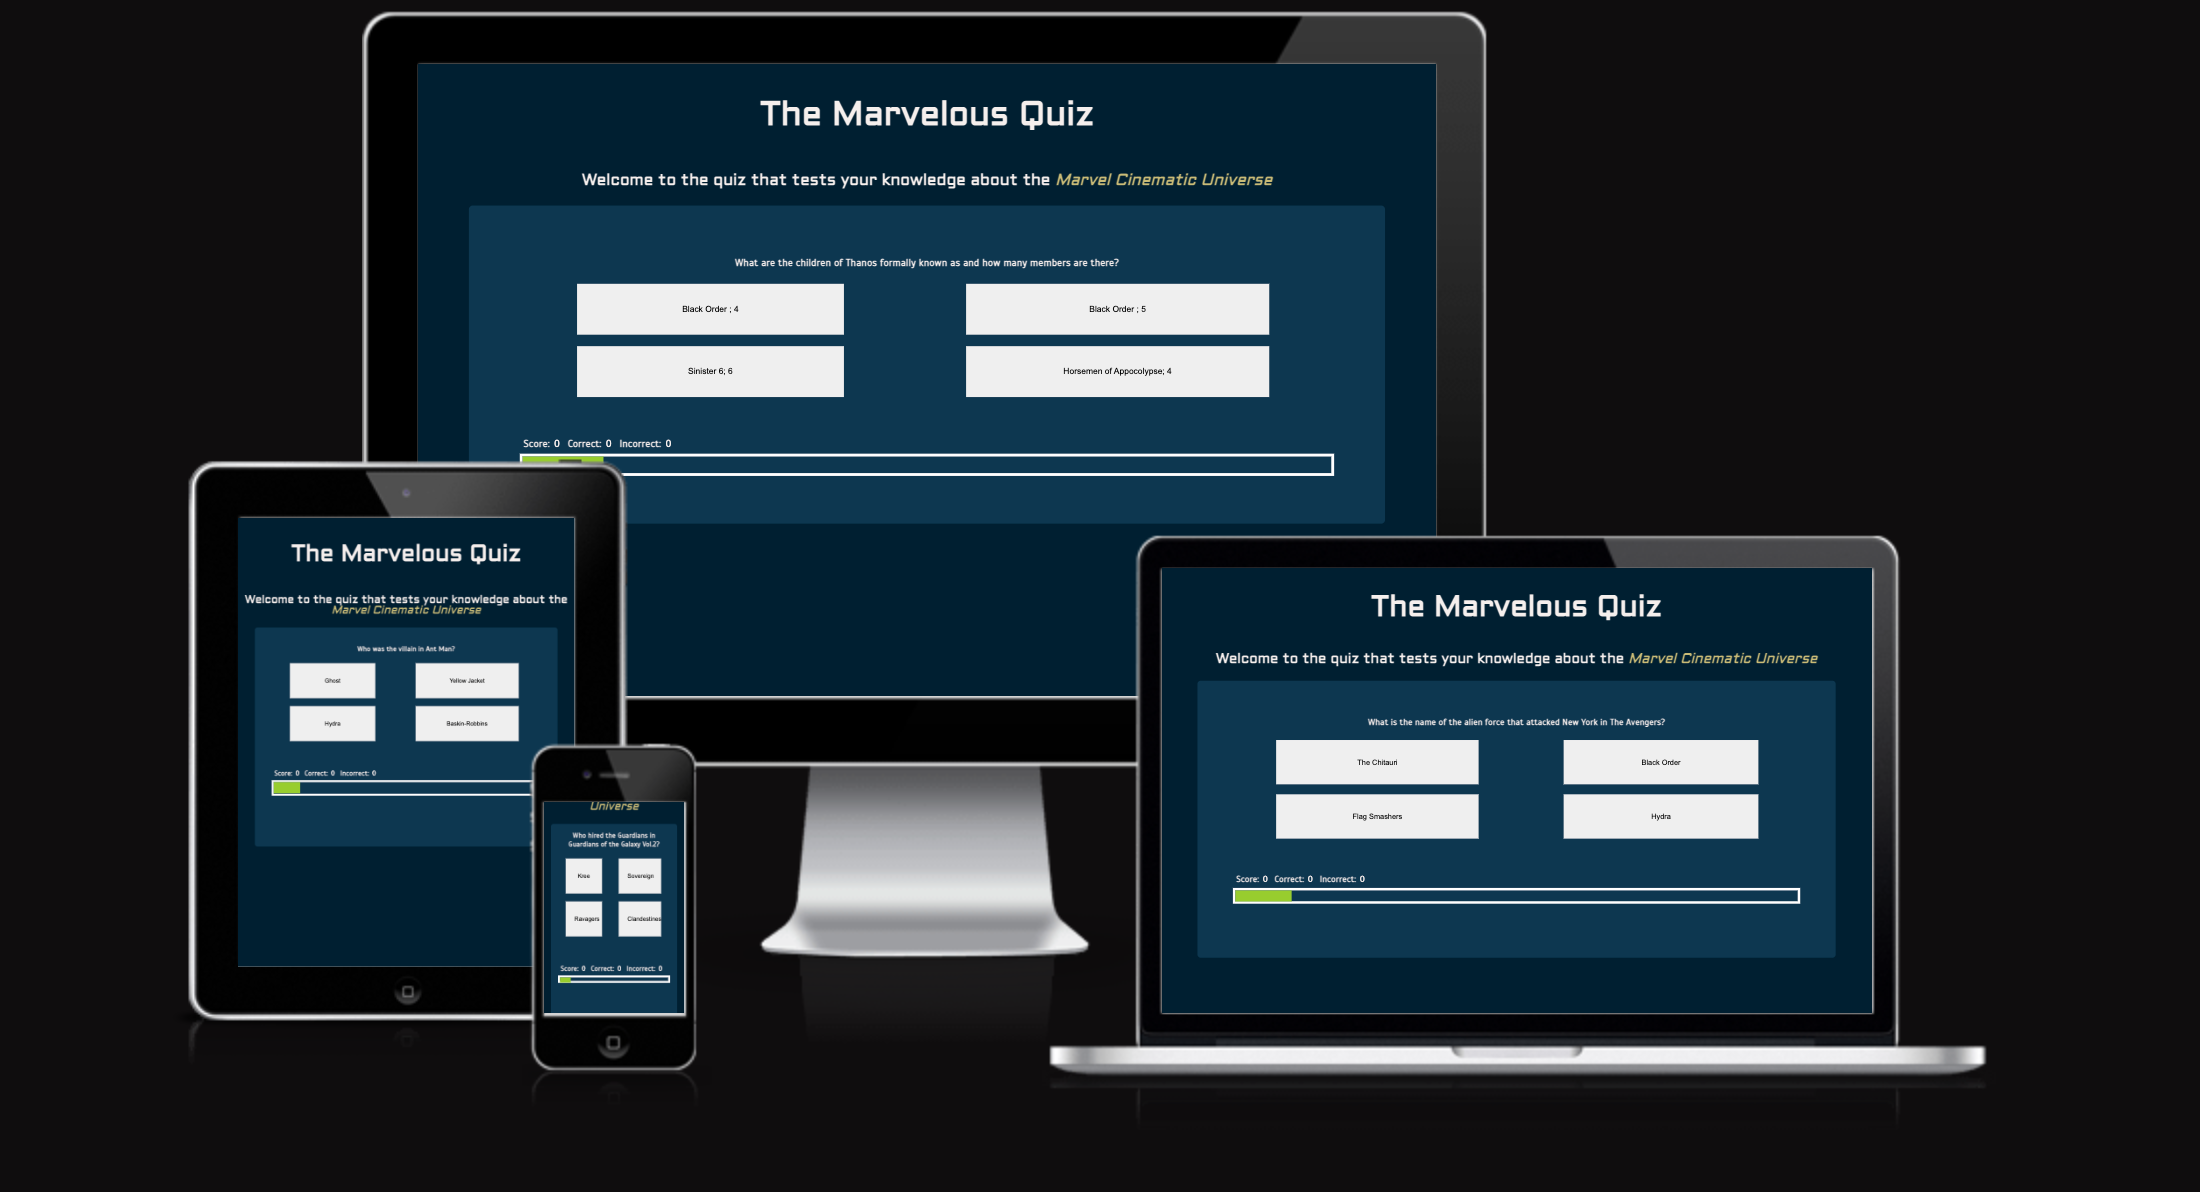 The Marvelous Quiz
Welcome to the quiz that tests your knowledge about the Marvel Cinematic Universe
What are the children of Thanos formally known as and how many members are there?
Black Order ; 4
Black Order ; 5
Sinister 6; 6
Horsemen of Appocolypse; 4
Score: 0 Correct: 0 Incorrect: 0
The Marvelous Quiz
Welcome to the quiz that tests your knowledge about the
Marvel Cinematic Universe
Who was the villain in Ant Man?
Ghost
Yellow Jacket
Hydra
Baskin-Robbins
Score: 0 Correct: 0 Incorrect: 0
Universe
Who hired the Guardians in
Guardians of the Galaxy Vol.2?
Kree
Sovereign
Ravagers
Clandestines
Score: 0 Correct: 0 Incorrect: 0
The Marvelous Quiz
Welcome to the quiz that tests your knowledge about the Marvel Cinematic Universe
What is the name of the alien force that attacked New York in The Avengers?
The Chitauri
Black Order
Flag Smashers
Hydra
Score: 0 Correct: 0 Incorrect: 0